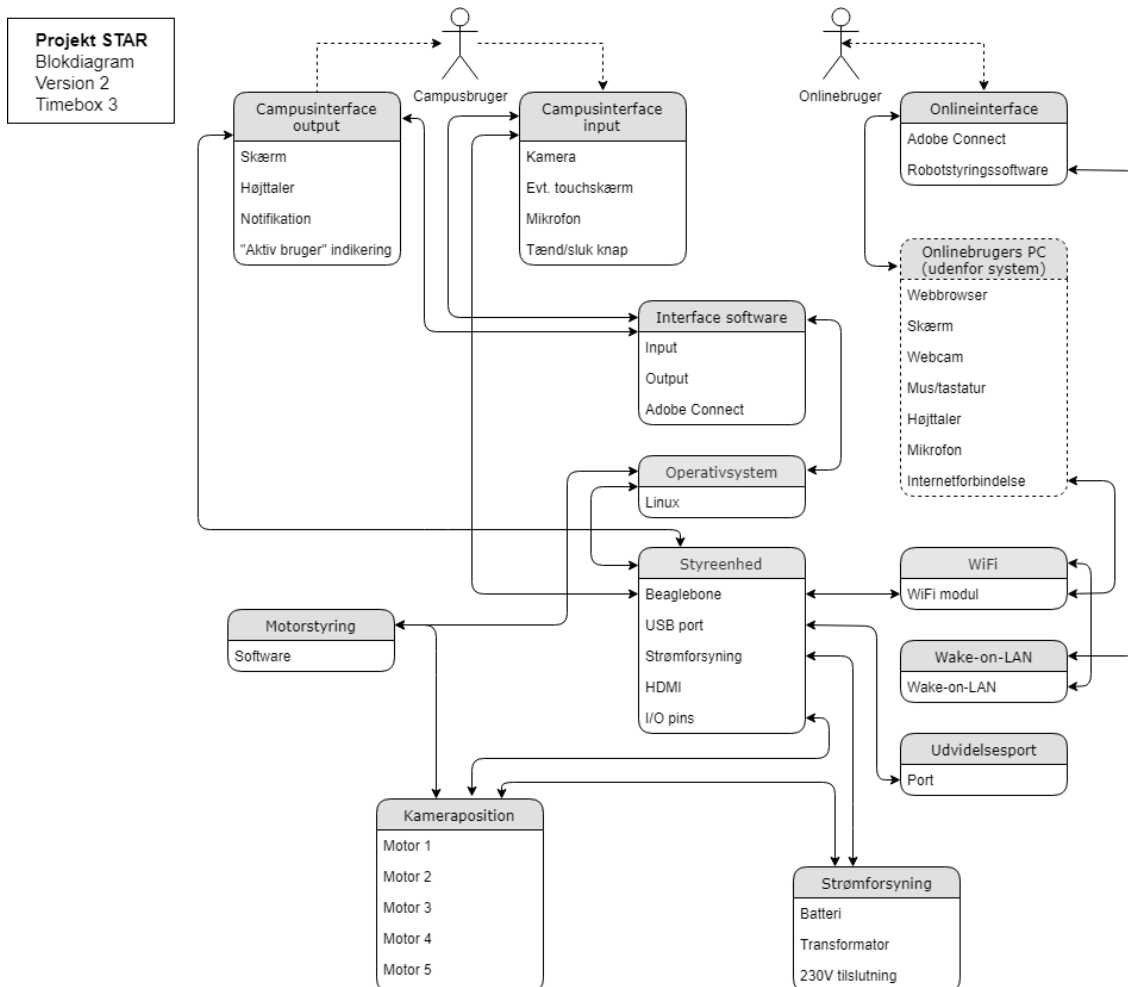 Projekt STAR
Blokdiagram
Version 2
Timebox 3
Campusbruger
Onlinebruger
Campusinterface
output
Skærm
Højttaler
Notifikation
"Aktiv bruger" indikering
Campusinterface
input
Kamera
Evt. touchskærm
Mikrofon
Tænd/sluk knap
Onlineinterface
Adobe Connect
Robotstyringssoftware
Onlinebrugers PC
(udenfor system)
Webbrowser
Skærm
Webcam
Mus/tastatur
Højttaler
Mikrofon
Internetforbindelse
Interface software
Input
Output
Adobe Connect
Operativsystem
Linux
Styreenhed
Beaglebone
USB port
Strømforsyning
HDMI
I/O pins
WiFi
WiFi modul
Motorstyring
Software
Wake-on-LAN
Wake-on-LAN
Udvidelsesport
Port
Kameraposition
Motor 1
Motor 2
Motor 3
Motor 4
Motor 5
Strømforsyning
Batteri
Transformator
230V tilslutning